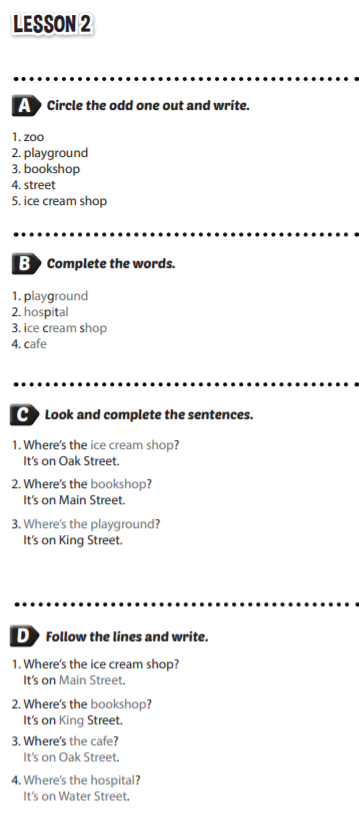 LESSON 2
A Circle the odd one out and write.
1. zoo
2. playground
3. bookshop
4. street
5. ice cream shop
B Complete the words.
1. playground
2. hospital
3. ice cream shop
4. cafe
C Look and complete the sentences.
1. Where's the ice cream shop?
It's on Oak Street.
2. Where's the bookshop?
It's on Main Street.
3. Where's the playground?
It's on King Street.
D Follow the lines and write.
1. Where's the ice cream shop?
It's on Main Street.
2. Where's the bookshop?
It's on King Street.
3. Where's the cafe?
It's on Oak Street.
4. Where's the hospital?
It's on Water Street.